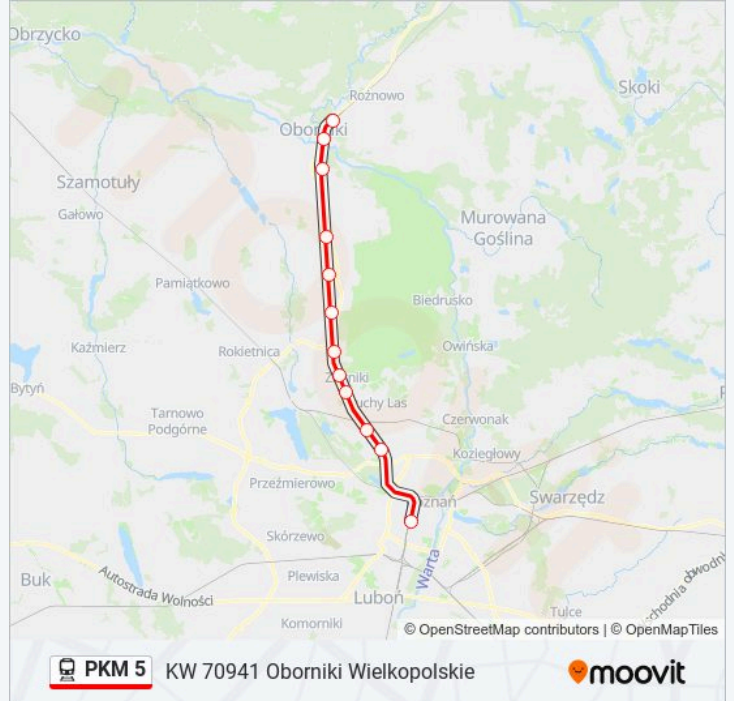 Obrzycko
Skoki
Rożnowo
Oborniki
Szamotuły
Gałowo
Murowana
Goślina
Pamiątkowo
Biedrusko
Kaźmierz
Rokietnica
Owińska
Bytyń
Suchy Las
Tarnowo
Podgórne
Czerwonak
Koziegłowy
Przeźmierowo
Poznań
Swarzędz
Skórzewo
Buk
Plewiska
Warta
Autostrada Wolności
Luboń
Tulce
Komorniki
© OpenStreetMap contributors | © OpenMapTiles
PKM 5 KW 70941 Oborniki Wielkopolskie
moovit